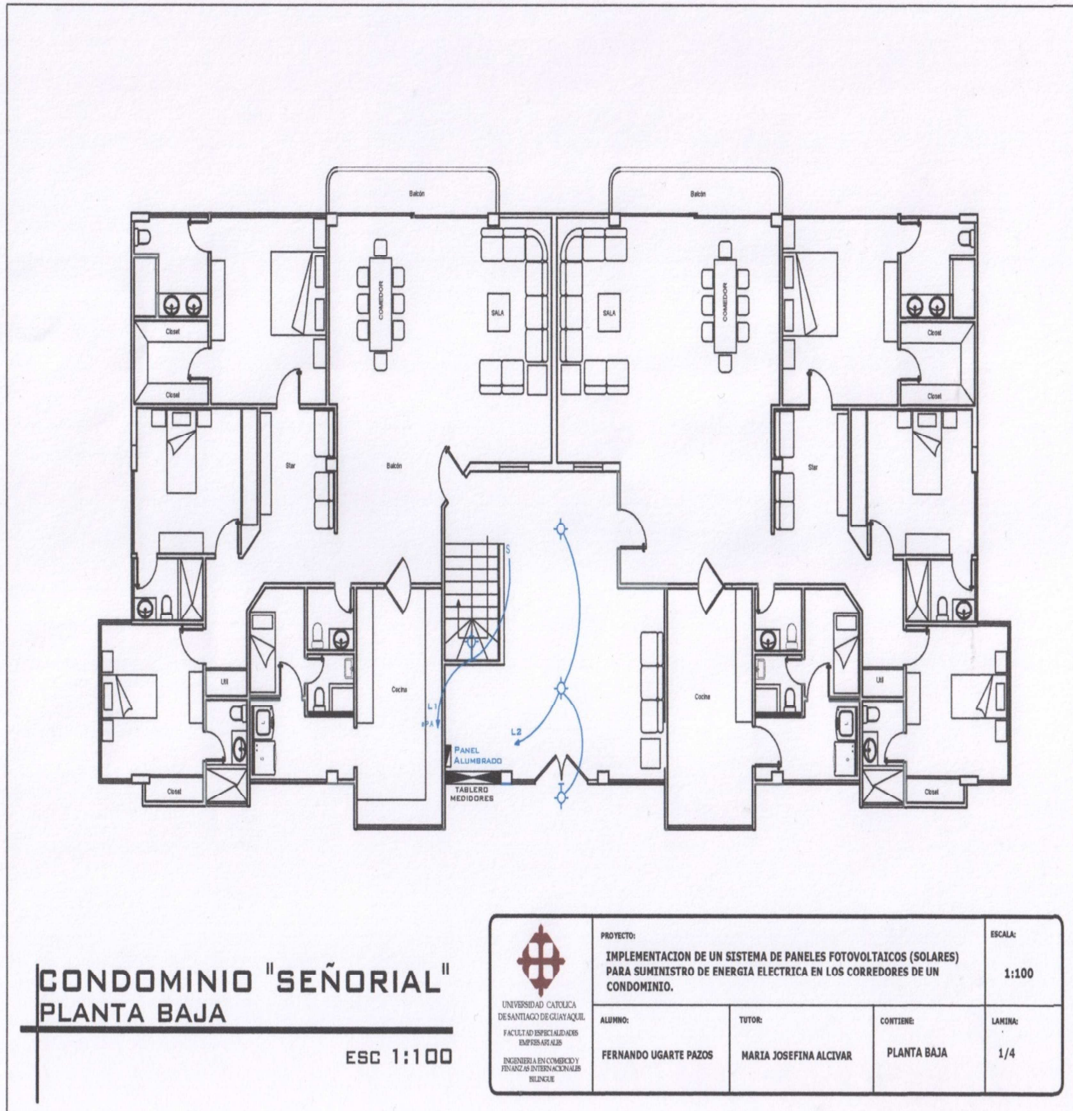 Balcón
Balcón
COMEDOR
SALA
SALA
COMEDOR
Closet
Closet
Closet
Closet
Star
Balcón
Star
S
Util
Cocina
L1
L2
Cocina
Util
PANEL
ALUMBRADO
TABLERO
MEDIDORES
Closet
Closet
CONDOMINIO "SEÑORIAL"
PLANTA BAJA
ESC 1:100
UNIVERSIDAD CATOLICA
DE SANTIAGO DE GUAYAQUIL
FACULTAD ESPECIALIDADES
EMPRESARIALES
INGENIERIA EN COMERCIO Y
FINANZAS INTERNACIONALES
BILINGUE
PROYECTO:
IMPLEMENTACION DE UN SISTEMA DE PANELES FOTOVOLTAICOS (SOLARES)
PARA SUMINISTRO DE ENERGIA ELECTRICA EN LOS CORREDORES DE UN
CONDOMINIO.
ESCALA:
1:100
ALUMNO:
FERNANDO UGARTE PAZOS
TUTOR:
MARIA JOSEFINA ALCIVAR
CONTIENE:
PLANTA BAJA
LAMINA:
1/4